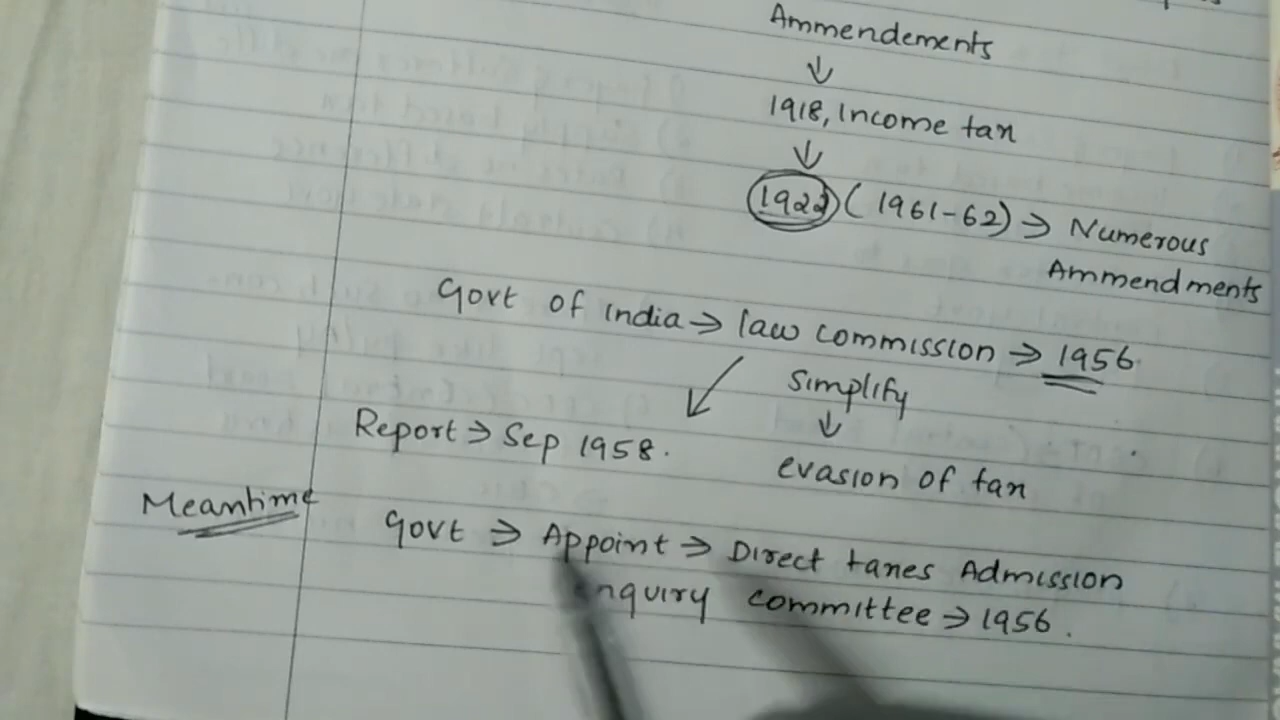 Ammendements
↓
1918, Income tax
↓
1922 ( 1961-62) → Numerous
Ammendments
Govt of India → law commission → 1956
Simplify
↓
Report → Sep 1958.
evasion of tax
Meantime
Govt → Appoint → Direct taxes Admission
enquiry committee → 1956.